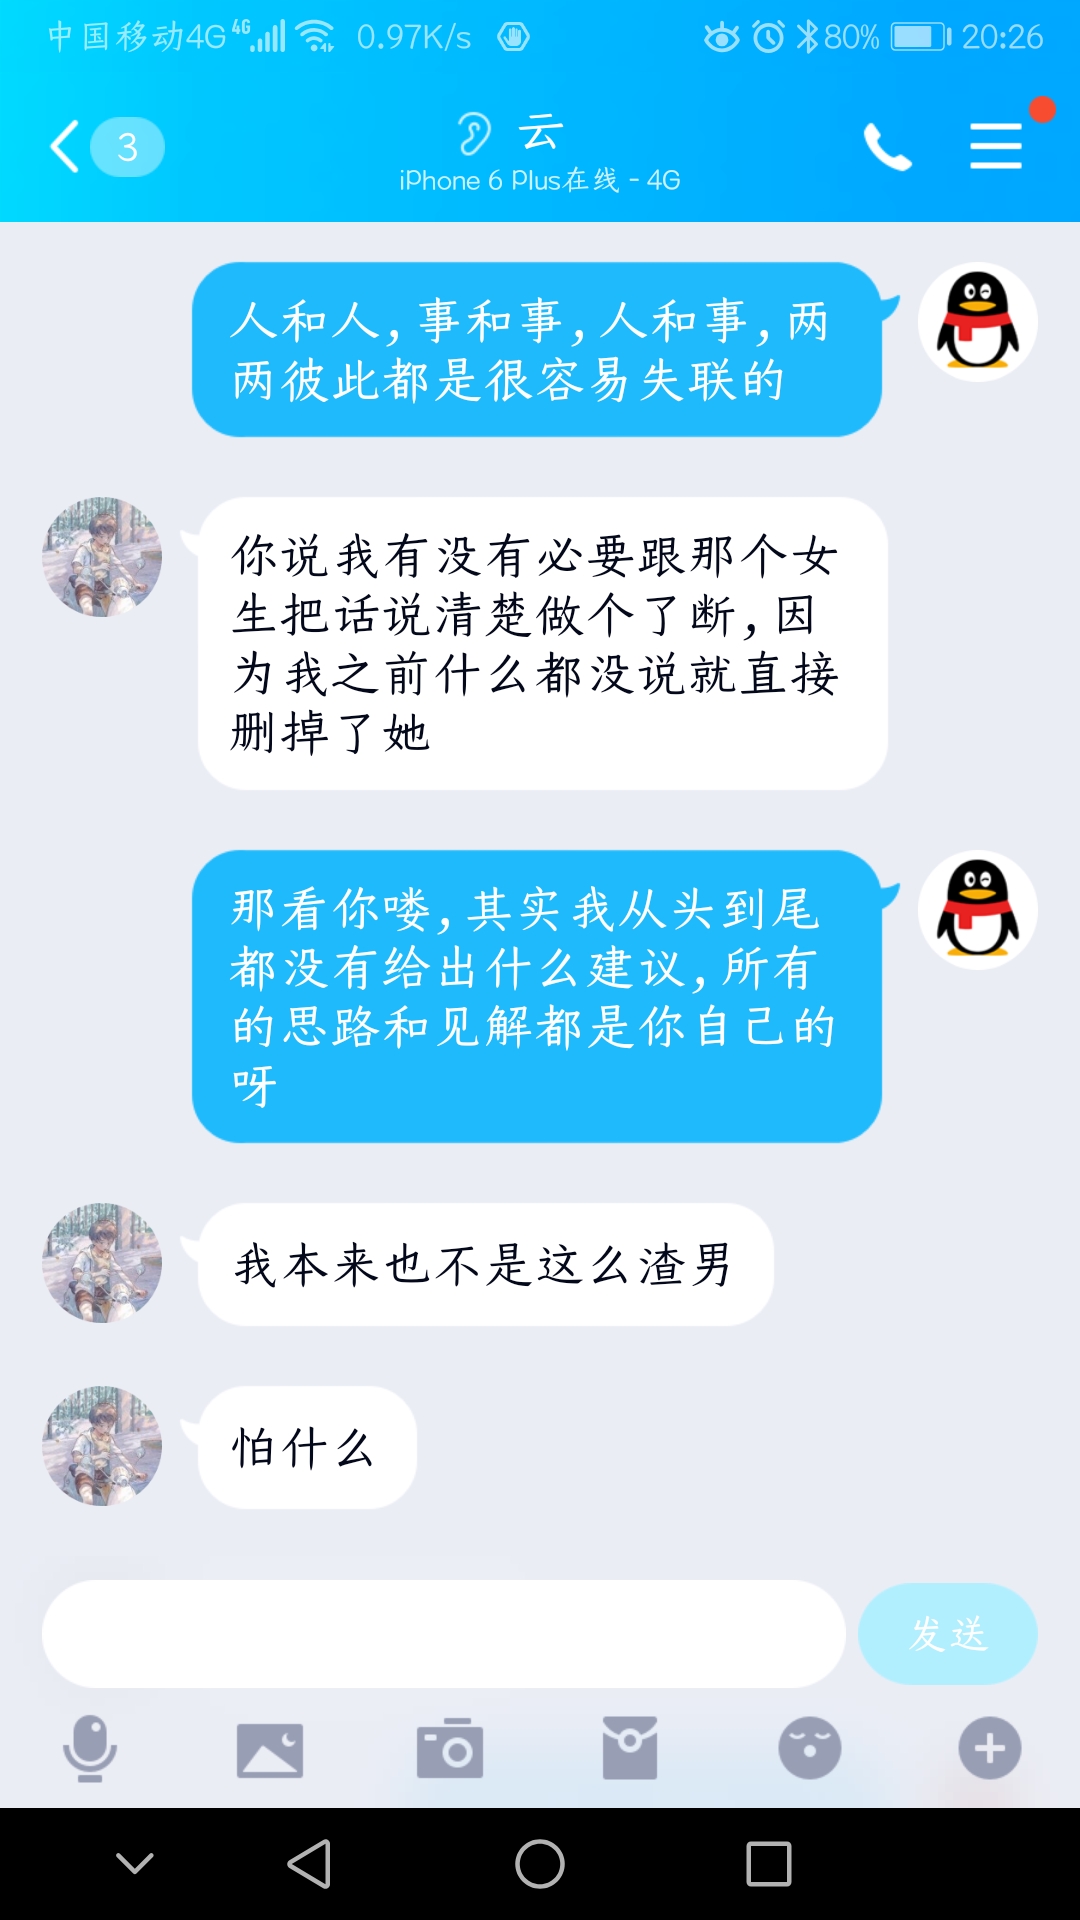 中国移动4G 4G 0.97K/s 80% 20:26
3 云
iPhone 6 Plus在线 - 4G
人和人,事和事,人和事,两
两彼此都是很容易失联的
你说我有没有必要跟那个女
生把话说清楚做个了断,因
为我之前什么都没说就直接
删掉了她
那看你喽,其实我从头到尾
都没有给出什么建议,所有
的思路和见解都是你自己的
呀
我本来也不是这么渣男
怕什么
发送